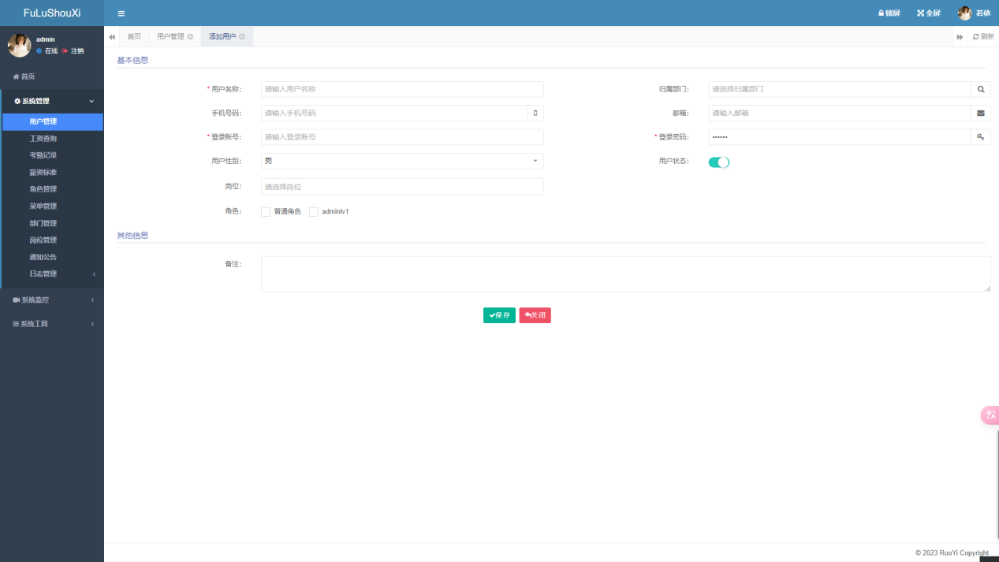 FuLuShouXi
锁屏 全屏 若依
admin
在线 注销
首页
系统管理
用户管理
工资查询
考勤记录
薪资标准
角色管理
菜单管理
部门管理
岗位管理
通知公告
日志管理
系统监控
系统工具
首页 用户管理 添加用户 刷新
基本信息
* 用户名称： 请输入用户名称 归属部门： 请选择归属部门
手机号码： 请输入手机号码 邮箱： 请输入邮箱
* 登录账号： 请输入登录账号 * 登录密码： ••••••
用户性别： 男 用户状态：
岗位： 请选择岗位
角色： 普通角色 adminlv1
其他信息
备注：
保存 关闭
© 2023 RuoYi Copyright